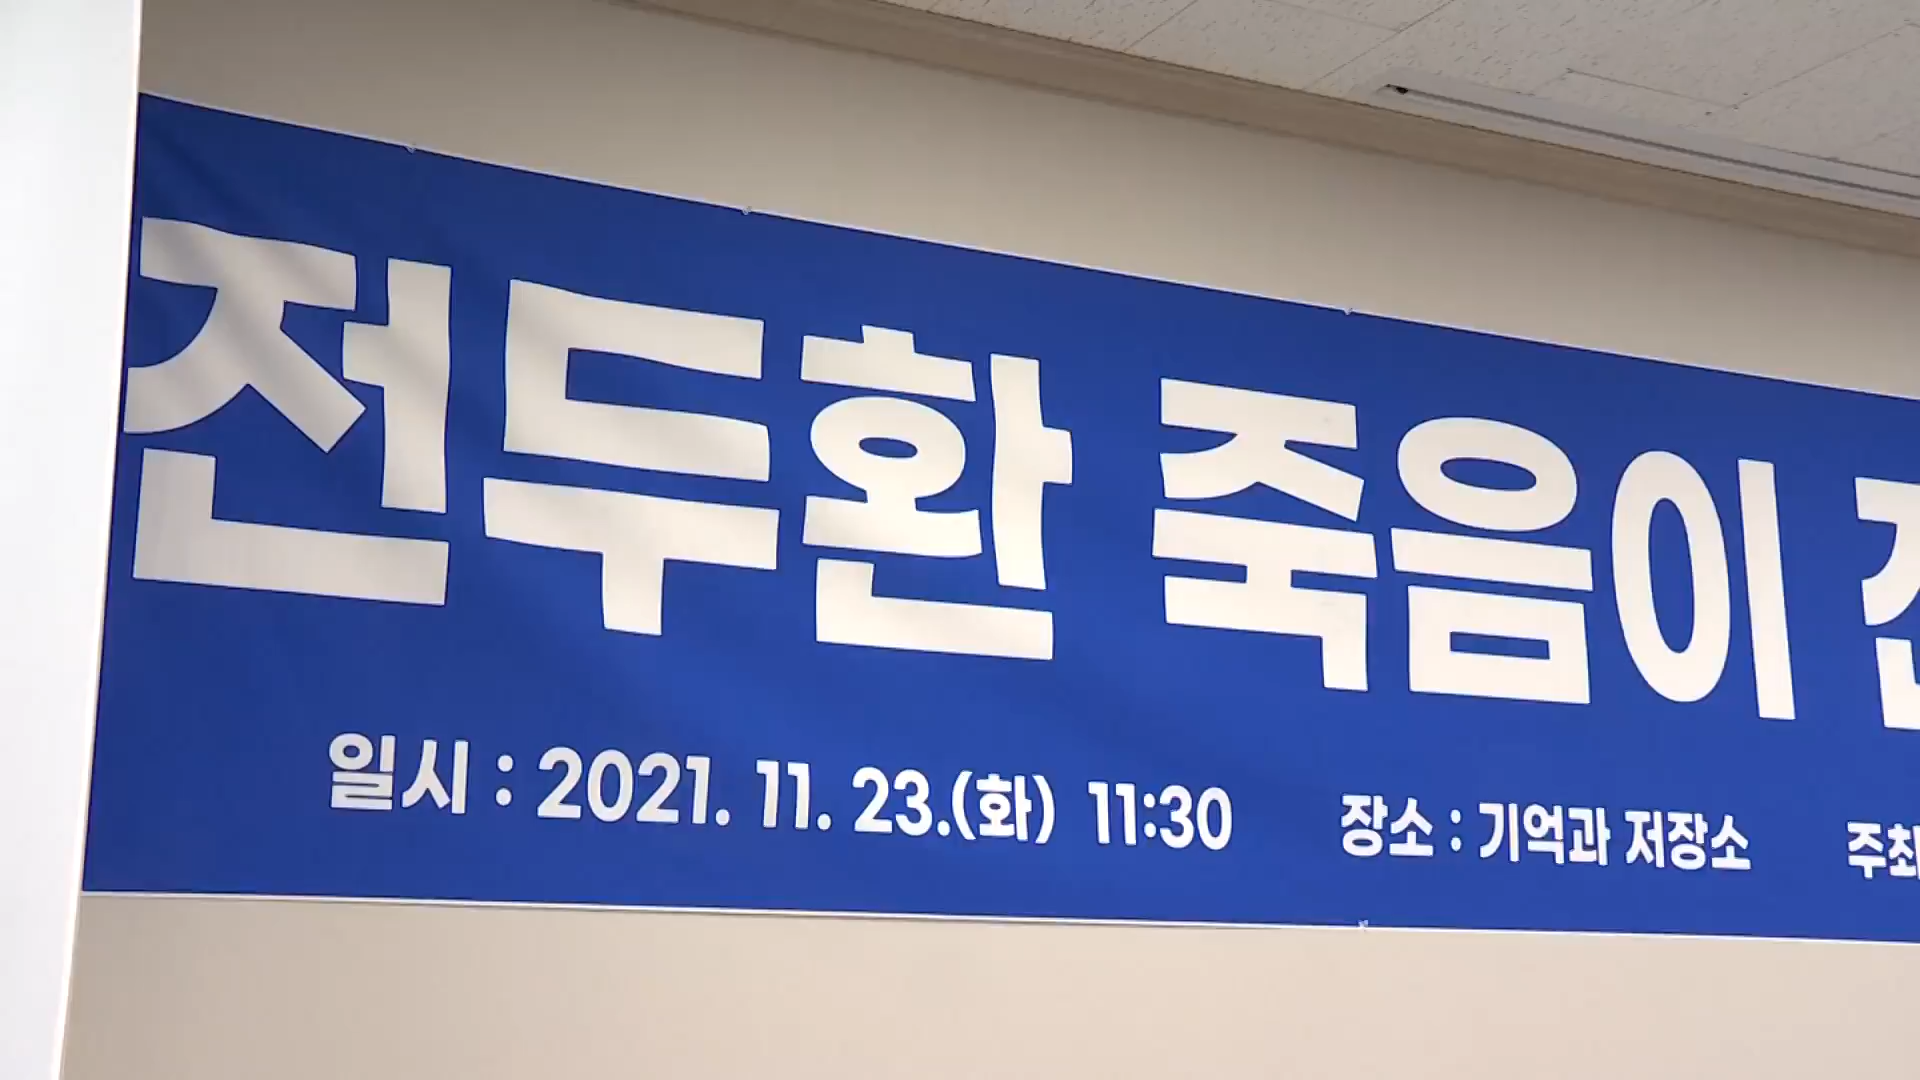 전두환 죽음이
일시 : 2021. 11. 23.(화) 11:30 장소 : 기억과 저장소 주최